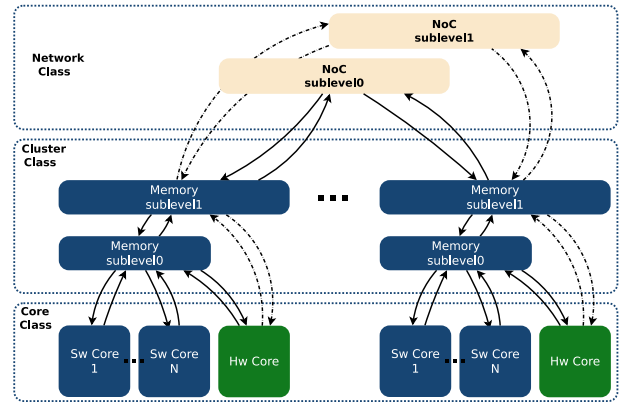 NoC
sublevel1
Network
Class
NoC
sublevel0
Cluster
Class
Memory
sublevel1
Memory
sublevel1
Memory
sublevel0
Memory
sublevel0
Core
Class
Sw Core
1
Sw Core
N
Hw Core
Sw Core
1
Sw Core
N
Hw Core